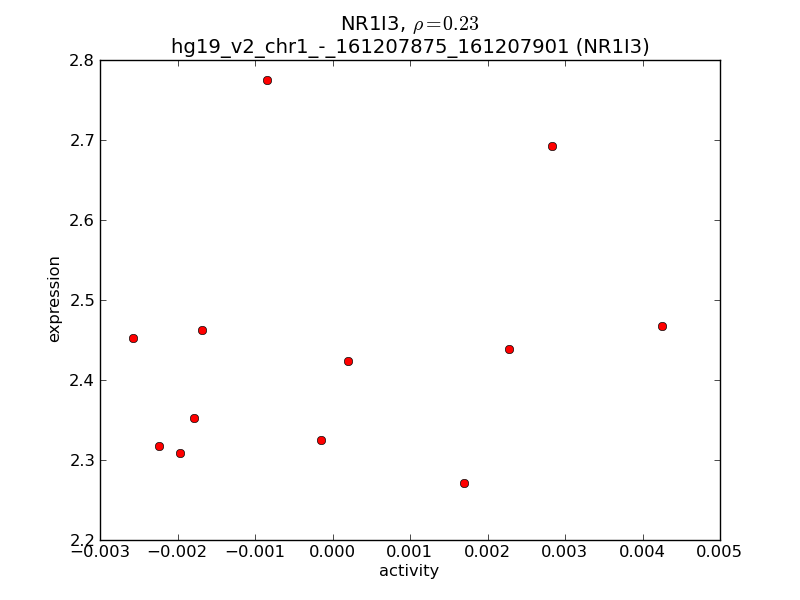 NR1I3, ρ=0.23
hg19_v2_chr1_-_161207875_161207901 (NR1I3)
2.8
2.7
2.6
2.5
2.4
2.3
2.2
expression
−0.003 −0.002 −0.001 0.000 0.001 0.002 0.003 0.004 0.005
activity